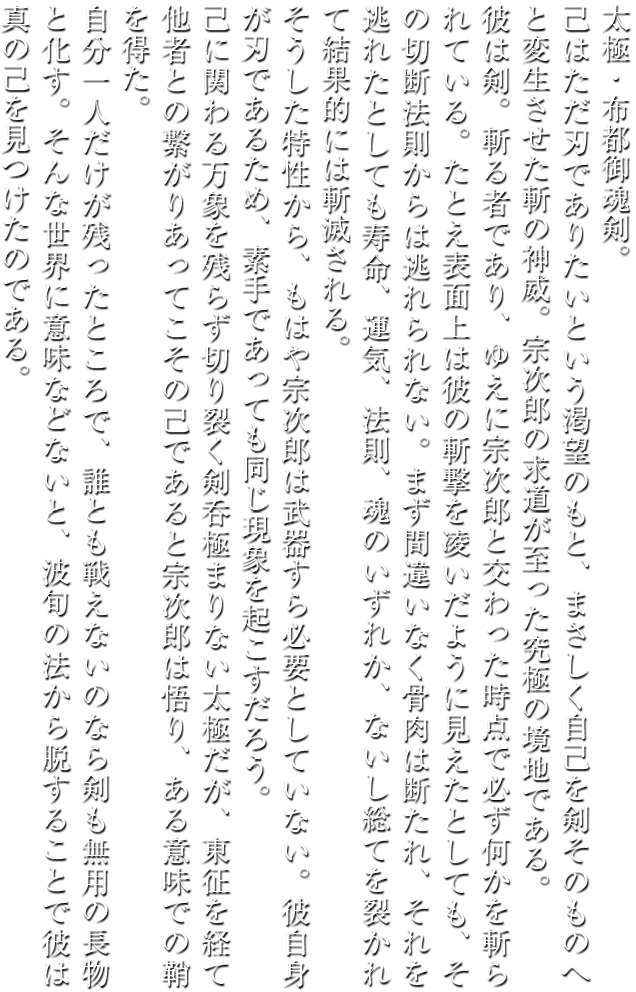 太極・布都御魂剣。
己はただ刃でありたいという渇望のもと、まさしく自己を剣そのものへ
と変生させた斬の神威。宗次郎の求道が至った究極の境地である。
彼は剣。斬る者であり、ゆえに宗次郎と交わった時点で必ず何かを斬ら
れている。たとえ表面上は彼の斬撃を凌いだように見えたとしても、そ
の切断法則からは逃れられない。まず間違いなく骨肉は断たれ、それを
逃れたとしても寿命、運気、法則、魂のいずれか、ないし総てを裂かれ
て結果的には斬滅される。
そうした特性から、もはや宗次郎は武器すら必要としていない。彼自身
が刃であるため、素手であっても同じ現象を起こすだろう。
己に関わる万象を残らず切り裂く剣呑極まりない太極だが、東征を経て
他者との繋がりあってこその己であると宗次郎は悟り、ある意味での鞘
を得た。
自分一人だけが残ったところで、誰とも戦えないのなら剣も無用の長物
と化す。そんな世界に意味などないと、波旬の法から脱することで彼は
真の己を見つけたのである。